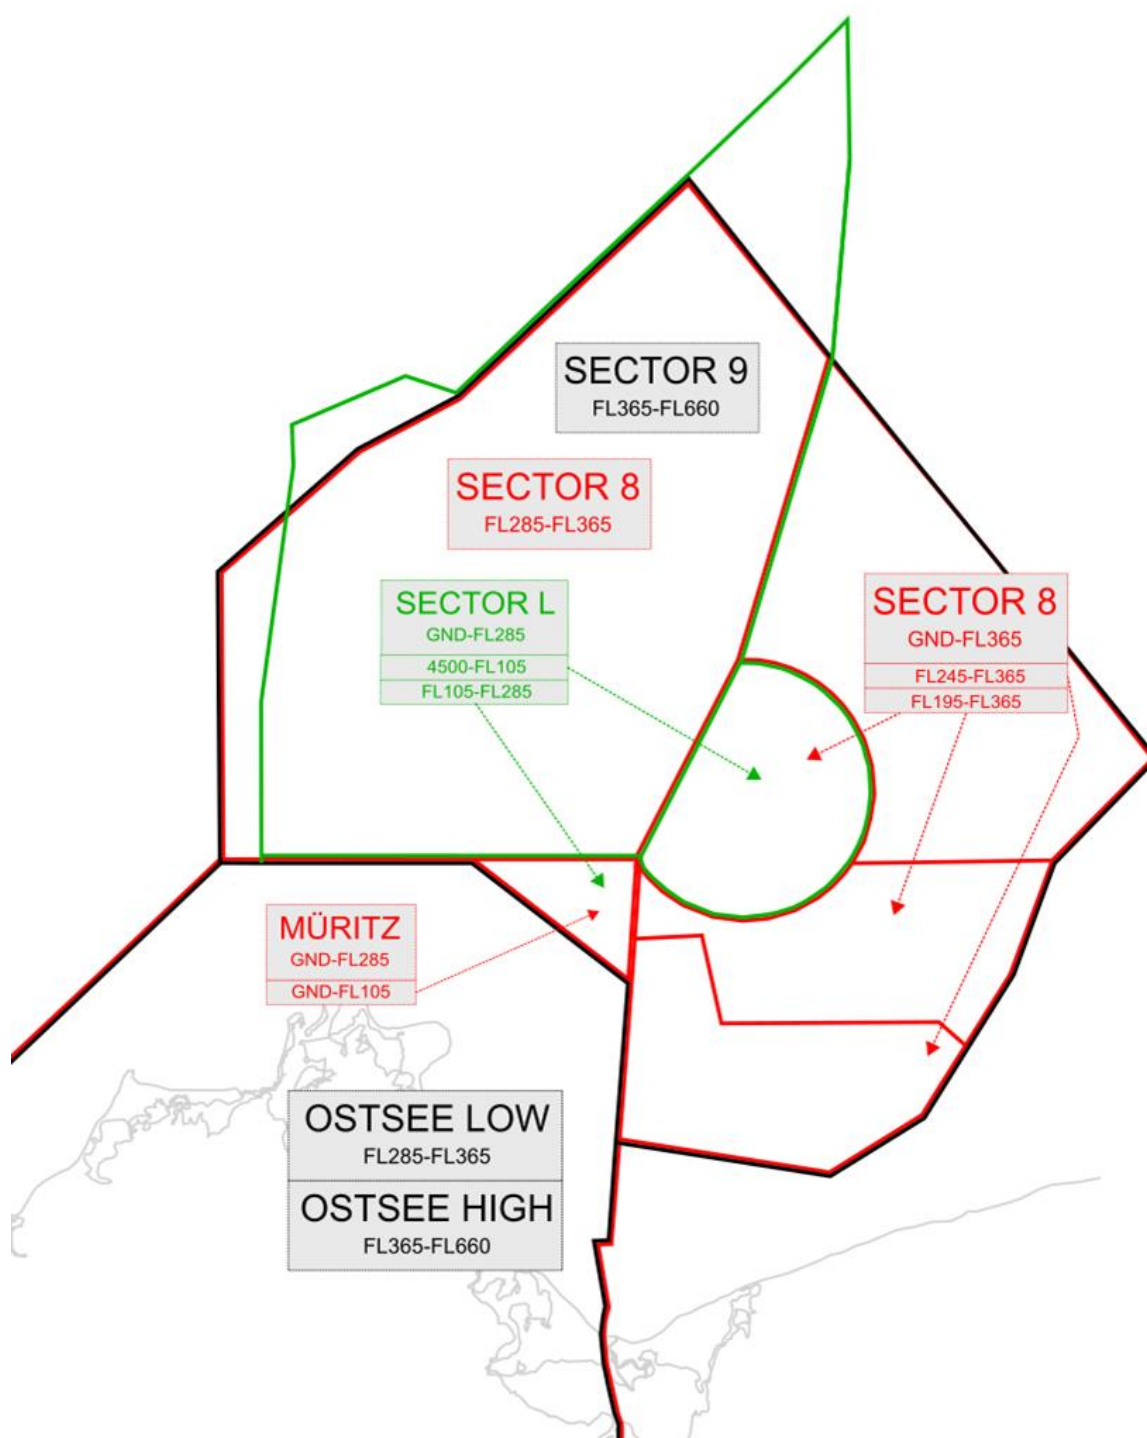 SECTOR 9
FL365-FL660
SECTOR 8
FL285-FL365
SECTOR L
GND-FL285
4500-FL105
FL105-FL285
SECTOR 8
GND-FL365
FL245-FL365
FL195-FL365
MÜRITZ
GND-FL285
GND-FL105
OSTSEE LOW
FL285-FL365
OSTSEE HIGH
FL365-FL660